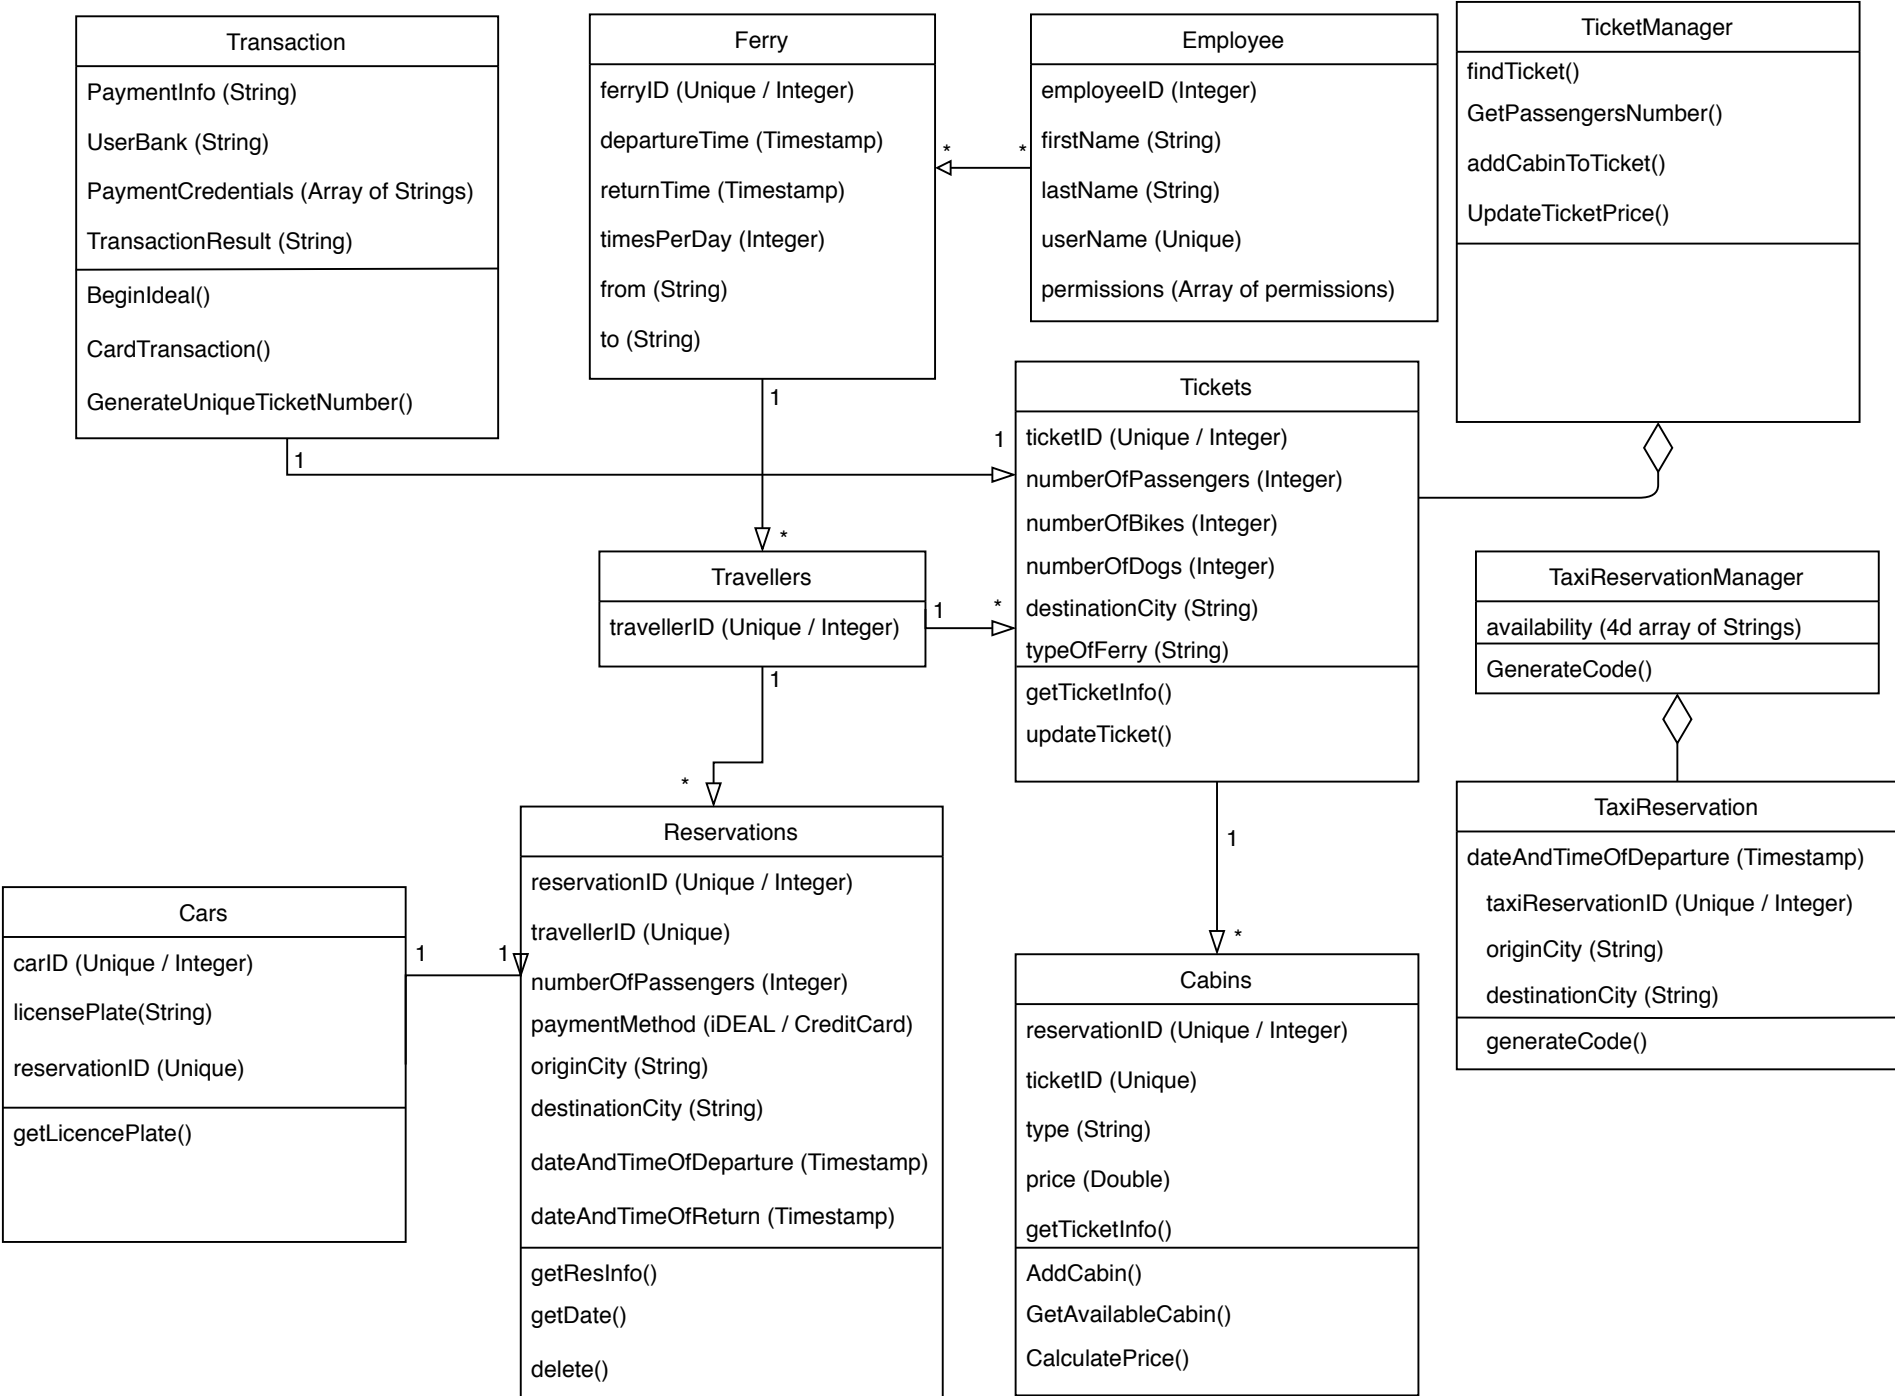 Transaction
PaymentInfo (String)
UserBank (String)
PaymentCredentials (Array of Strings)
TransactionResult (String)
BeginIdeal()
CardTransaction()
GenerateUniqueTicketNumber()
1
1
Ferry
ferryID (Unique / Integer)
departureTime (Timestamp)
returnTime (Timestamp)
timesPerDay (Integer)
from (String)
to (String)
*
*
1
*
Employee
employeeID (Integer)
firstName (String)
lastName (String)
userName (Unique)
permissions (Array of permissions)
TicketManager
findTicket()
GetPassengersNumber()
addCabinToTicket()
UpdateTicketPrice()
Tickets
ticketID (Unique / Integer)
numberOfPassengers (Integer)
numberOfBikes (Integer)
numberOfDogs (Integer)
destinationCity (String)
typeOfFerry (String)
getTicketInfo()
updateTicket()
Travellers
travellerID (Unique / Integer)
1
*
1
*
TaxiReservationManager
availability (4d array of Strings)
GenerateCode()
TaxiReservation
dateAndTimeOfDeparture (Timestamp)
taxiReservationID (Unique / Integer)
originCity (String)
destinationCity (String)
generateCode()
Cars
carID (Unique / Integer)
licensePlate(String)
reservationID (Unique)
getLicencePlate()
1
1
Reservations
reservationID (Unique / Integer)
travellerID (Unique)
numberOfPassengers (Integer)
paymentMethod (iDEAL / CreditCard)
originCity (String)
destinationCity (String)
dateAndTimeOfDeparture (Timestamp)
dateAndTimeOfReturn (Timestamp)
getResInfo()
getDate()
delete()
1
*
Cabins
reservationID (Unique / Integer)
ticketID (Unique)
type (String)
price (Double)
getTicketInfo()
AddCabin()
GetAvailableCabin()
CalculatePrice()